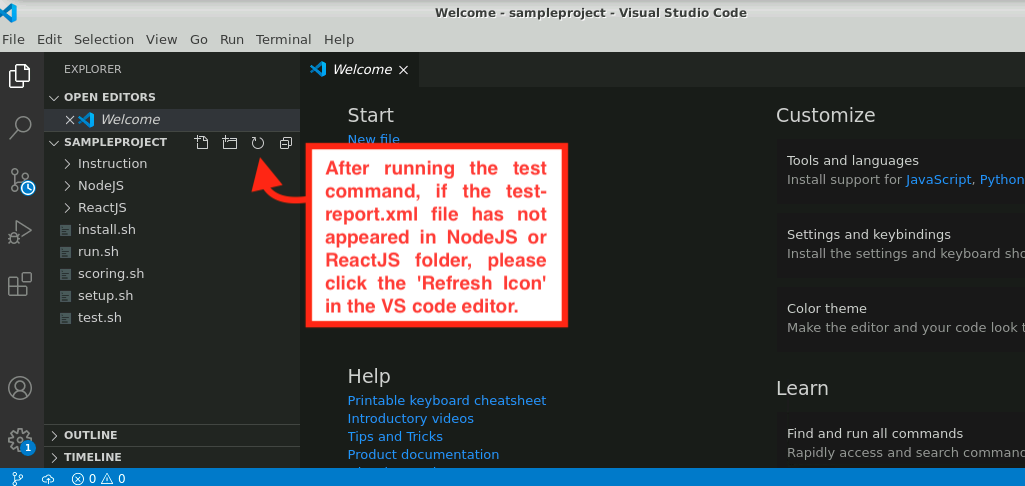 Welcome - sampleproject - Visual Studio Code
File Edit Selection View Go Run Terminal Help
EXPLORER
OPEN EDITORS
Welcome
SAMPLEPROJECT
Instruction
NodeJS
ReactJS
install.sh
run.sh
scoring.sh
setup.sh
test.sh
OUTLINE
TIMELINE
1
0 0
Welcome
Start
New file
After running the test
command, if the test-
report.xml file has not
appeared in NodeJS or
ReactJS folder, please
click the 'Refresh Icon'
in the VS code editor.
Help
Printable keyboard cheatsheet
Introductory videos
Tips and Tricks
Product documentation
Customize
Tools and languages
Install support for JavaScript, Python
Settings and keybindings
Install the settings and keyboard sho
Color theme
Make the editor and your code look t
Learn
Find and run all commands
Rapidly access and search command